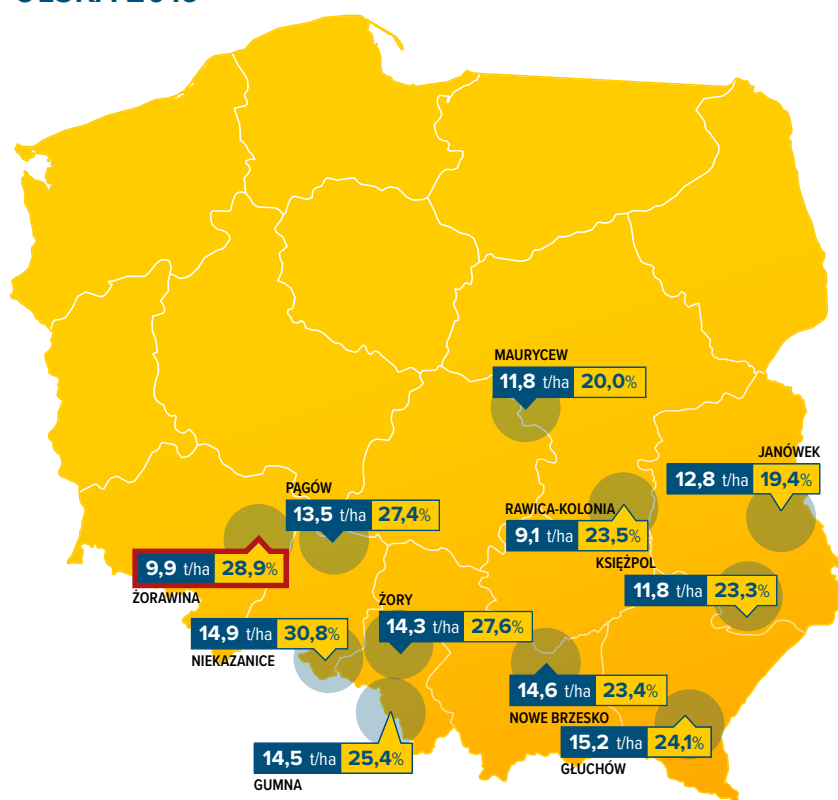 MAURYCEW
11,8 t/ha 20,0%
JANÓWEK
12,8 t/ha 19,4%
PĄGÓW
13,5 t/ha 27,4%
RAWICA-KOLONIA
9,1 t/ha 23,5%
KSIĘŻPOL
11,8 t/ha 23,3%
9,9 t/ha 28,9%
ŻORAWINA
ŻORY
14,3 t/ha 27,6%
14,9 t/ha 30,8%
NIEKAZANICE
14,6 t/ha 23,4%
NOWE BRZESKO
15,2 t/ha 24,1%
GŁUCHÓW
14,5 t/ha 25,4%
GUMNA